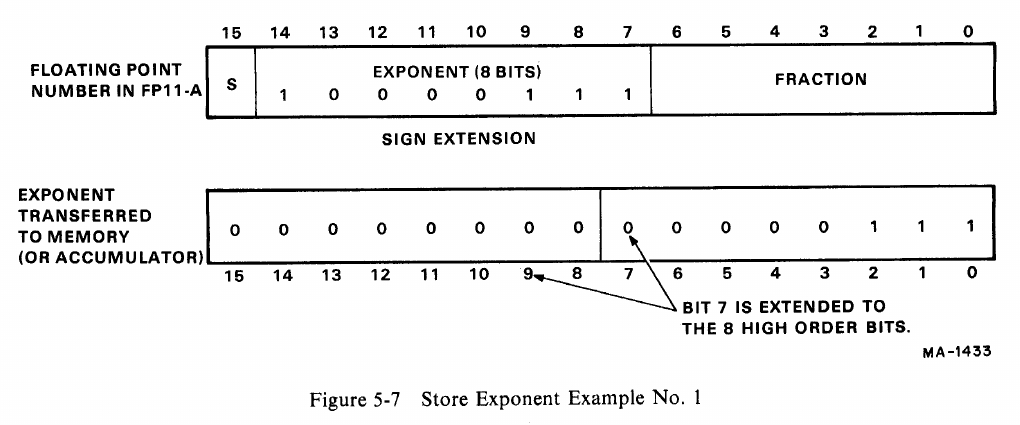 15 14 13 12 11 10 9 8 7 6 5 4 3 2 1 0
FLOATING POINT
NUMBER IN FP11-A
S
EXPONENT (8 BITS)
1 0 0 0 0 1 1 1
FRACTION
SIGN EXTENSION
EXPONENT
TRANSFERRED
TO MEMORY
(OR ACCUMULATOR)
0 0 0 0 0 0 0 0 0 0 0 0 0 1 1 1
15 14 13 12 11 10 9 8 7 6 5 4 3 2 1 0
BIT 7 IS EXTENDED TO
THE 8 HIGH ORDER BITS.
MA-1433
Figure 5-7 Store Exponent Example No. 1